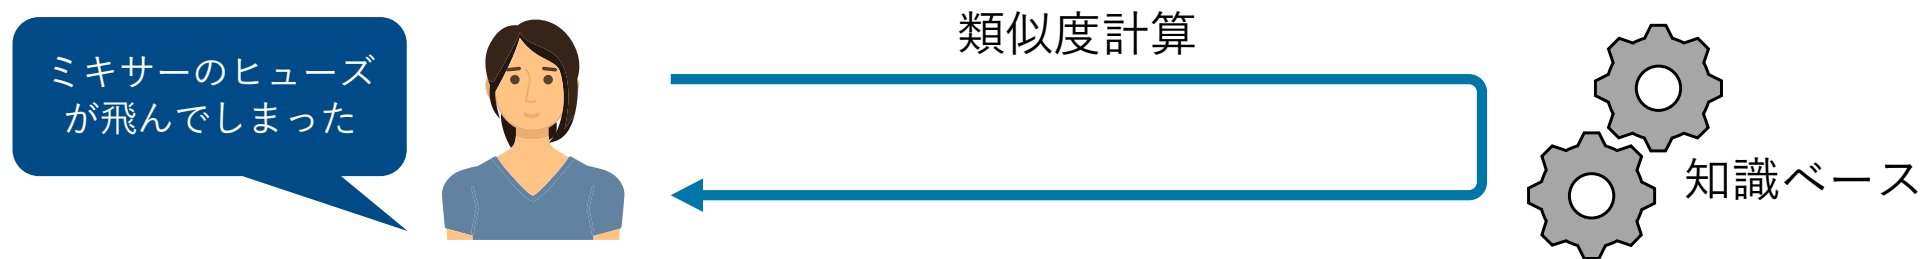 ミキサーのヒューズ
が飛んでしまった
類似度計算
知識ベース